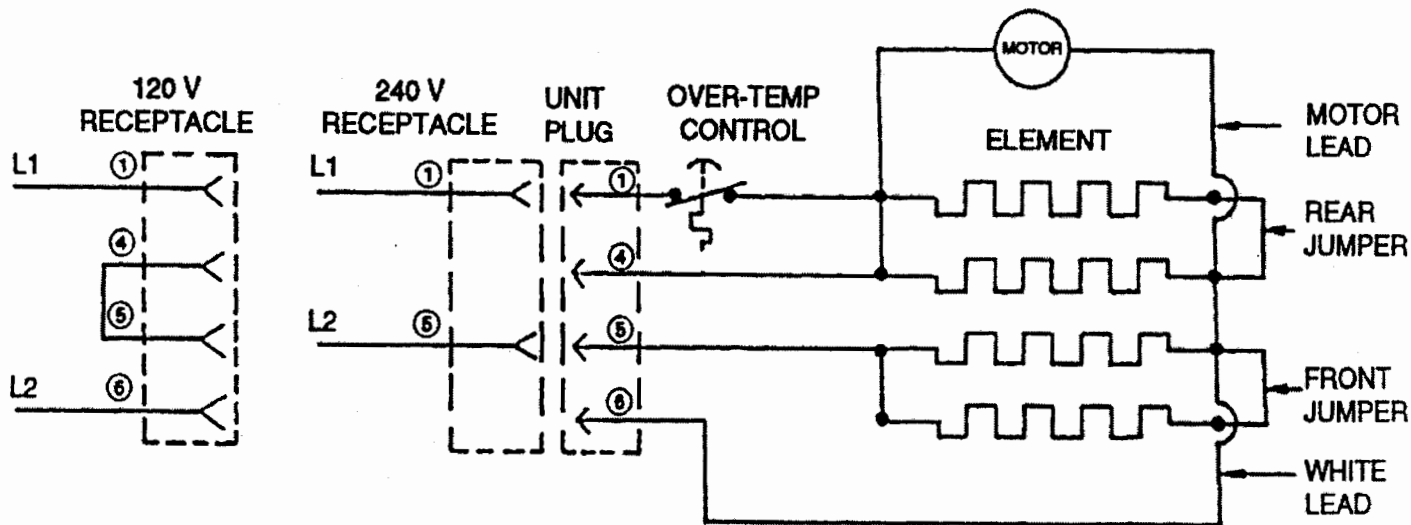 MOTOR
120 V
RECEPTACLE
L1
①
④
⑤
L2
⑥
240 V
RECEPTACLE
L1
①
L2
⑤
UNIT
PLUG
①
④
⑤
⑥
OVER-TEMP
CONTROL
ELEMENT
MOTOR
LEAD
REAR
JUMPER
FRONT
JUMPER
WHITE
LEAD